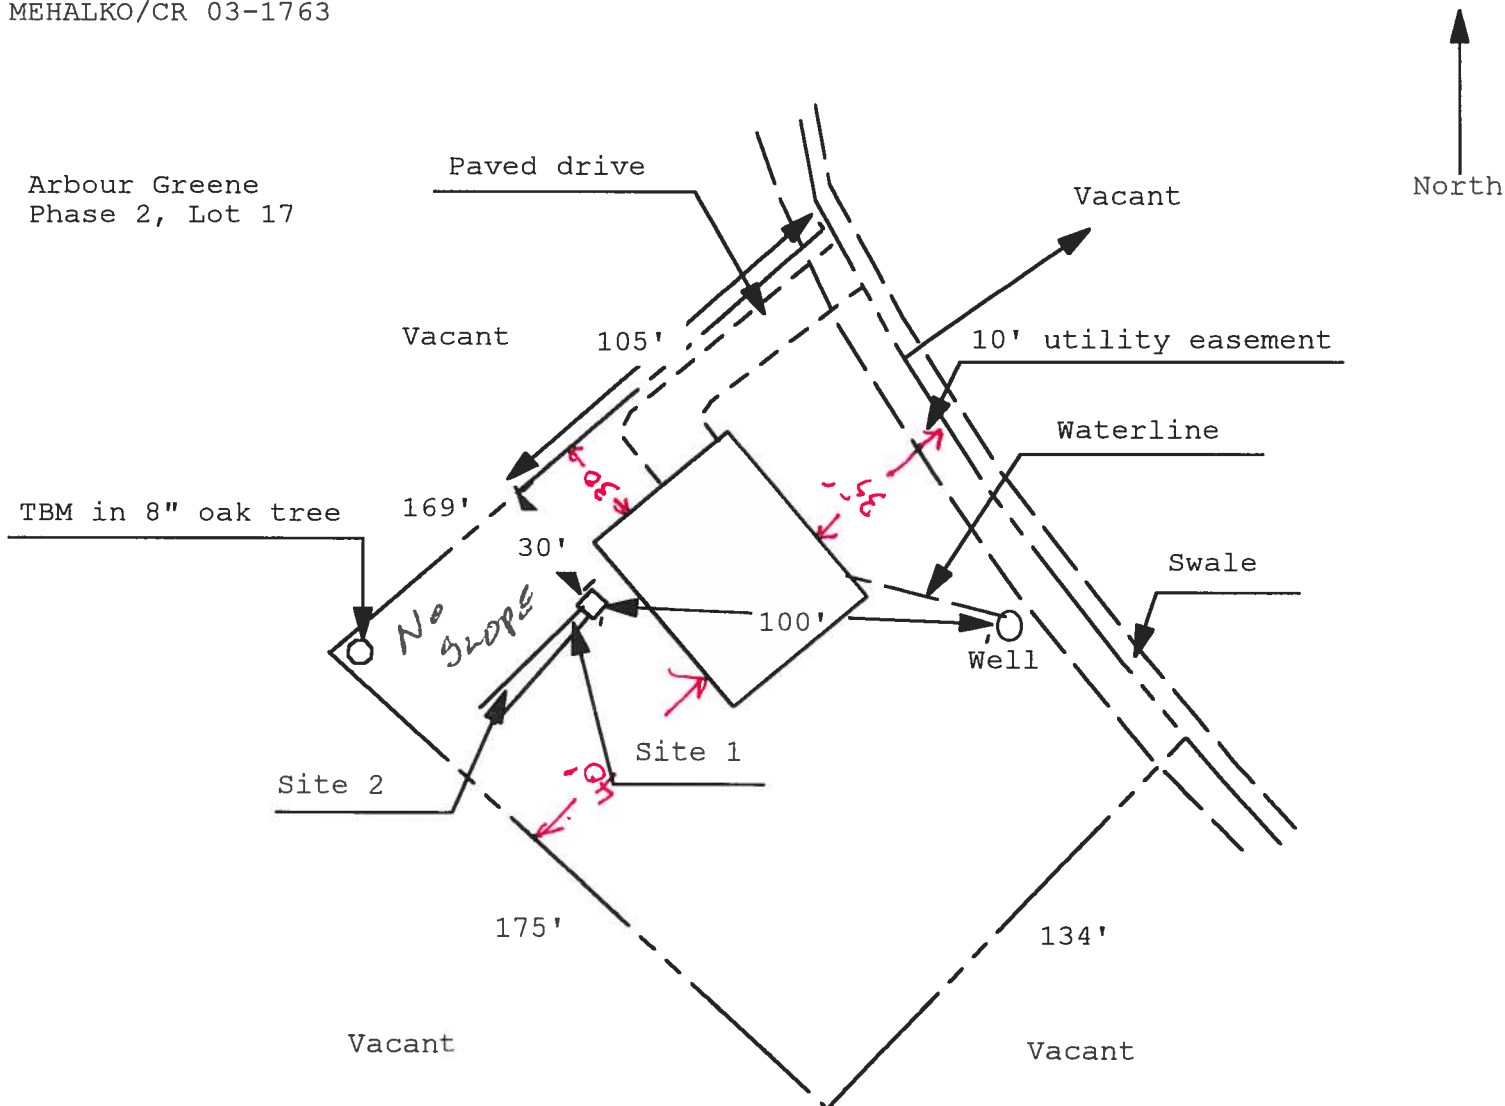 MEHALKO/CR 03-1763
North
Arbour Greene
Phase 2, Lot 17
Paved drive
Vacant
Vacant
105'
10' utility easement
Waterline
TBM in 8" oak tree
169'
30
35'
30'
Swale
No
SLOPE
100'
Well
Site 1
Site 2
175'
134'
Vacant
Vacant